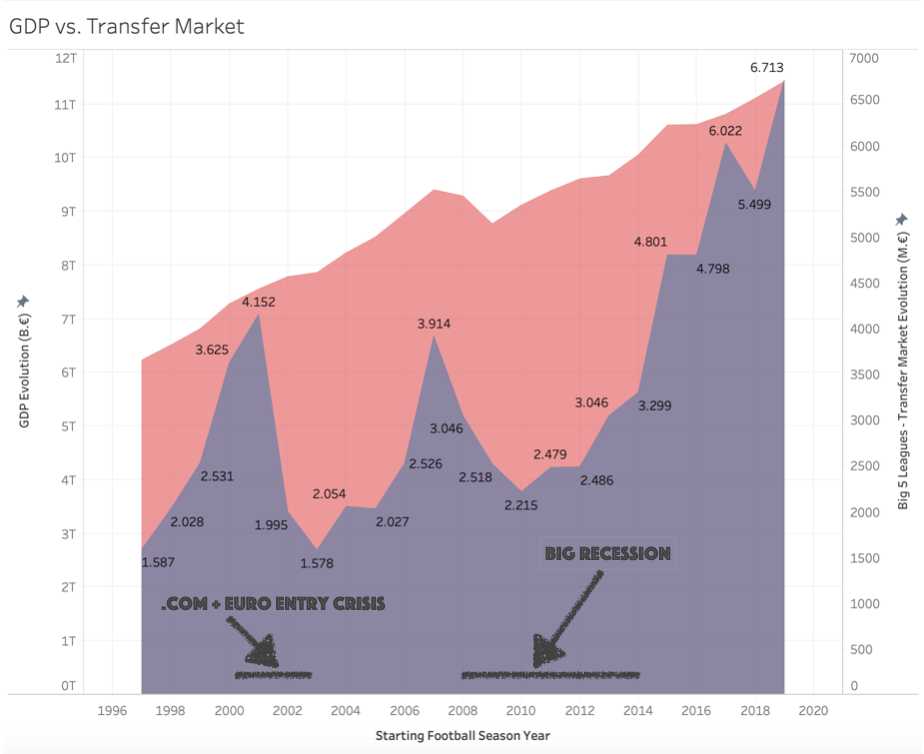 GDP vs. Transfer Market
12T
11T
10T
9T
8T
7T
6T
5T
4T
3T
2T
1T
0T
GDP Evolution (B.€)
7000
6500
6000
5500
5000
4500
4000
3500
3000
2500
2000
1500
1000
500
0
Big 5 Leagues - Transfer Market Evolution (M.€)
6.713
6.022
5.499
4.801
4.798
4.152
3.914
3.625
3.046
3.046
3.299
2.531
2.526
2.479
2.518
2.486
2.054
2.215
2.028
1.995
2.027
1.587
1.578
BIG RECESSION
.COM + EURO ENTRY CRISIS
1996 1998 2000 2002 2004 2006 2008 2010 2012 2014 2016 2018 2020
Starting Football Season Year